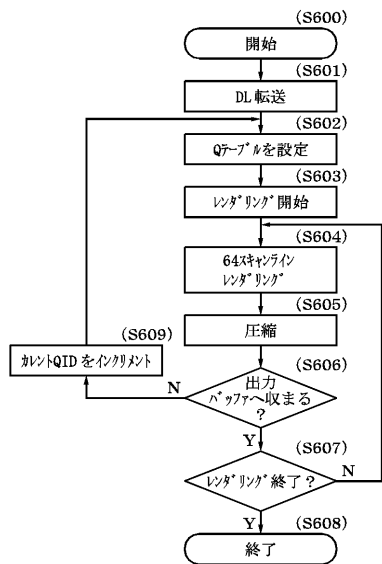 (S600)
開始
(S601)
DL 転送
(S602)
Qﾃｰﾌﾞﾙを設定
(S603)
ﾚﾝﾀﾞﾘﾝｸﾞ開始
(S604)
64ｽｷｬﾝﾗｲﾝ
ﾚﾝﾀﾞﾘﾝｸﾞ
(S605)
圧縮
(S609)
ｶﾚﾝﾄQID をｲﾝｸﾘﾒﾝﾄ
(S606)
出力
ﾊﾞｯﾌｧへ収まる
?
N
Y
(S607)
ﾚﾝﾀﾞﾘﾝｸﾞ終了?
N
Y
(S608)
終了